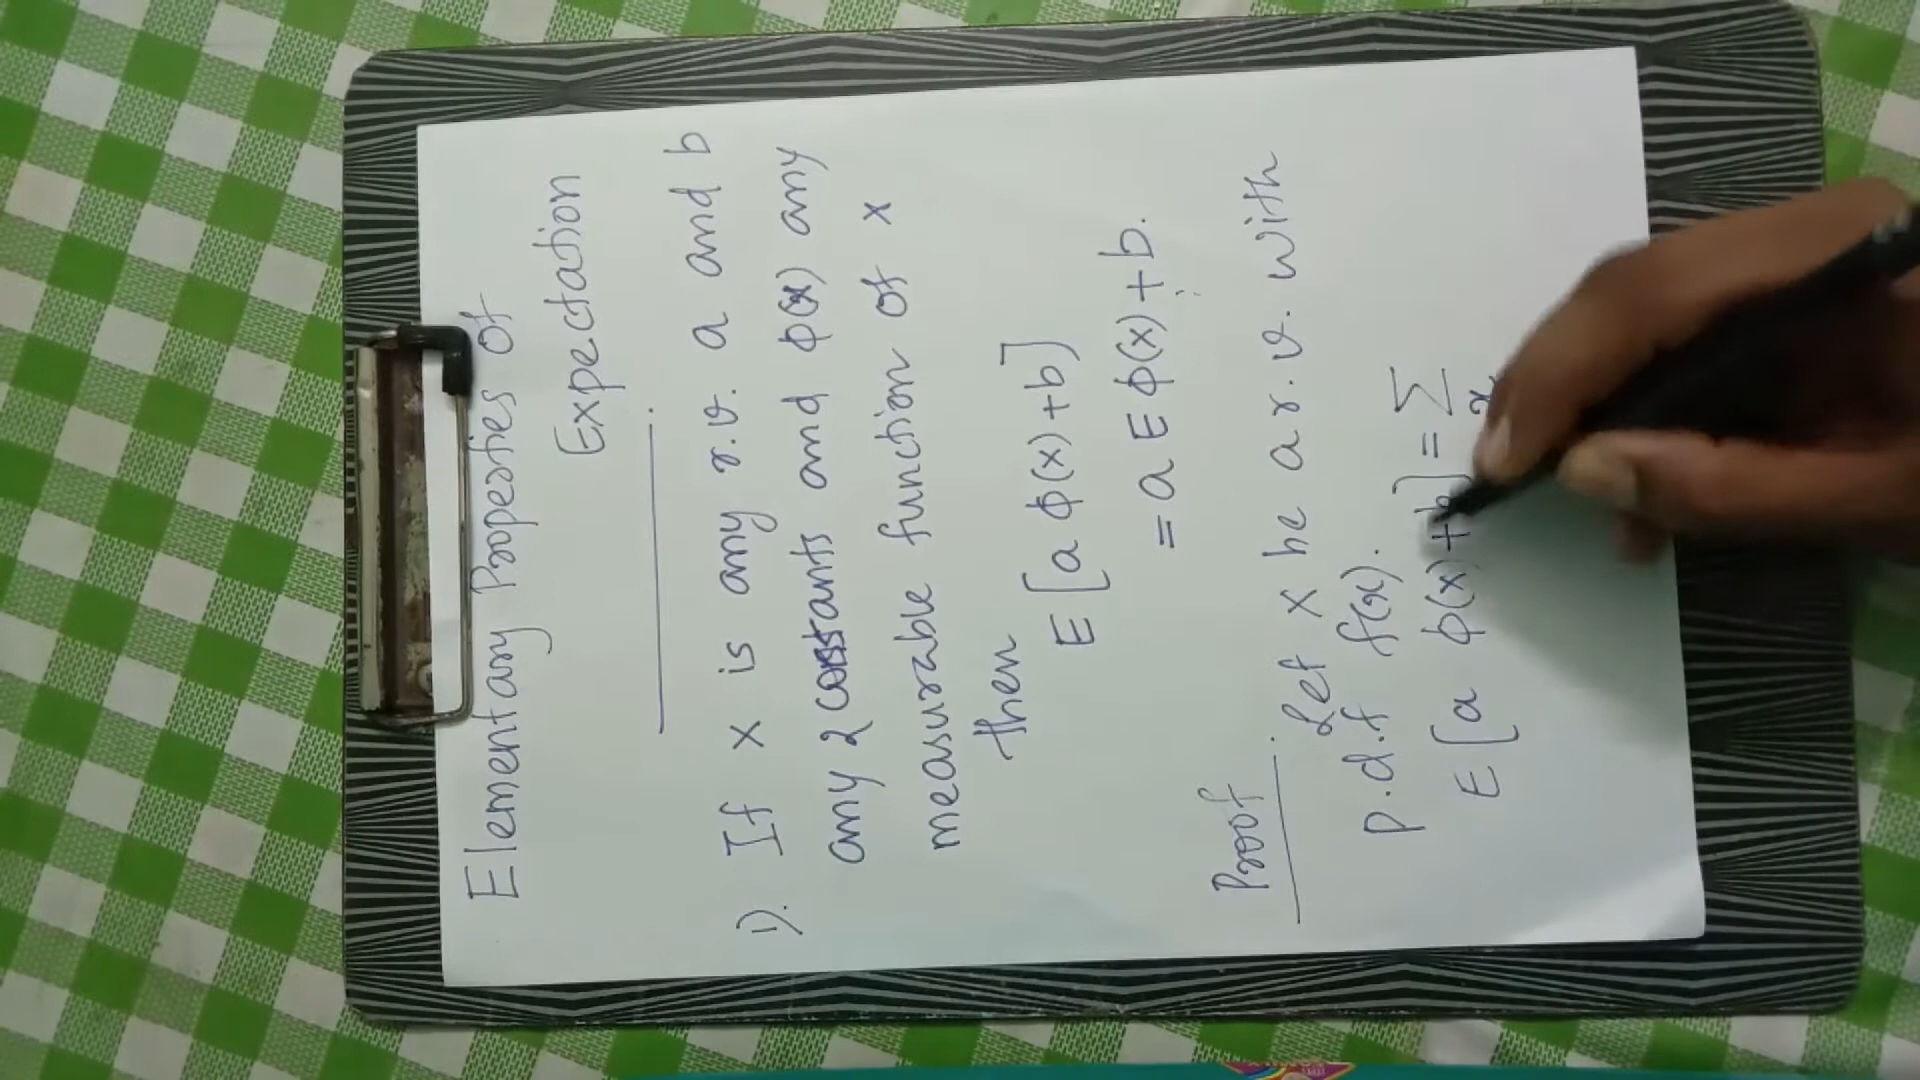 Elementary Properties of
Expectation
1). If x is any r.v. a and b
any 2 constants and φ(x) any
measurable function of x
then
E[a φ(x)+b]
= a E φ(x)+b.
Proof
Let x be a r.v. with
p.d.f f(x).
E[a φ(x)+b] = Σ
x